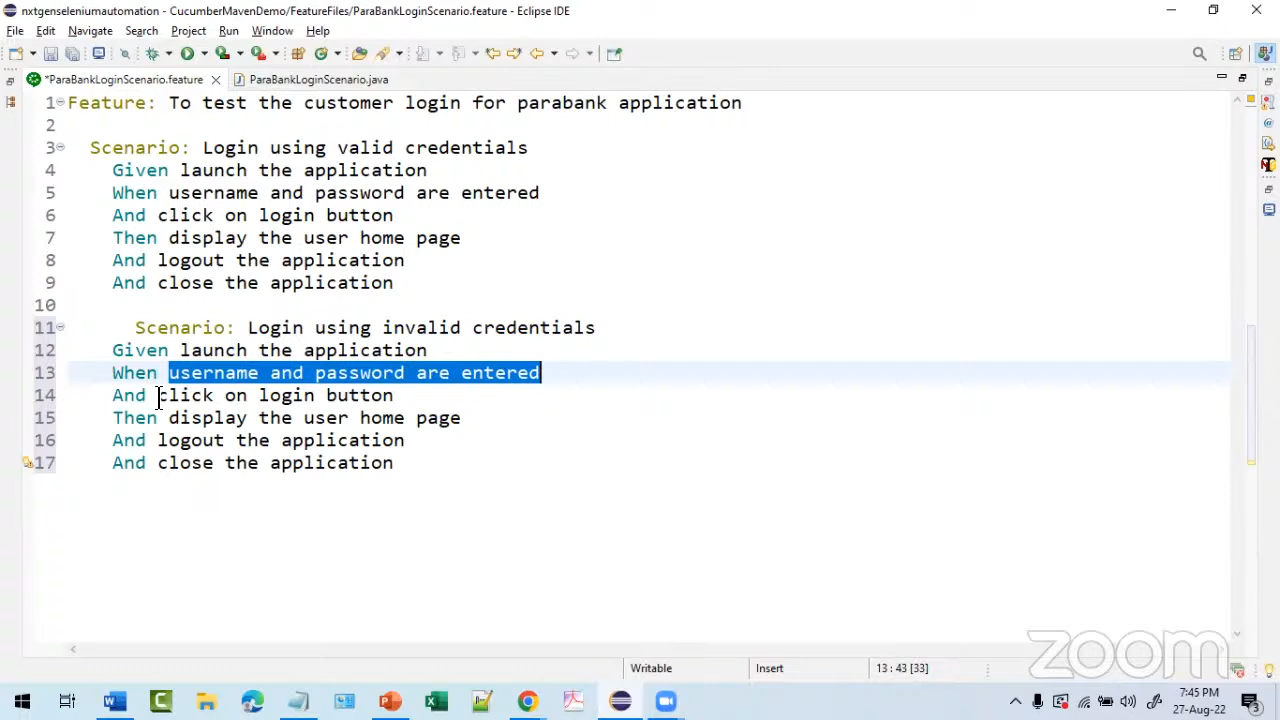 nxtgenseleniumautomation - CucumberMavenDemo/FeatureFiles/ParaBankLoginScenario.feature - Eclipse IDE
File Edit Navigate Search Project Run Window Help
*ParaBankLoginScenario.feature ParaBankLoginScenario.java
1 Feature: To test the customer login for parabank application
2
3 Scenario: Login using valid credentials
4 Given launch the application
5 When username and password are entered
6 And click on login button
7 Then display the user home page
8 And logout the application
9 And close the application
10
11 Scenario: Login using invalid credentials
12 Given launch the application
13 When username and password are entered
14 And click on login button
15 Then display the user home page
16 And logout the application
17 And close the application
zoom
Writable Insert 13 : 43 [33]
7:45 PM
27-Aug-22